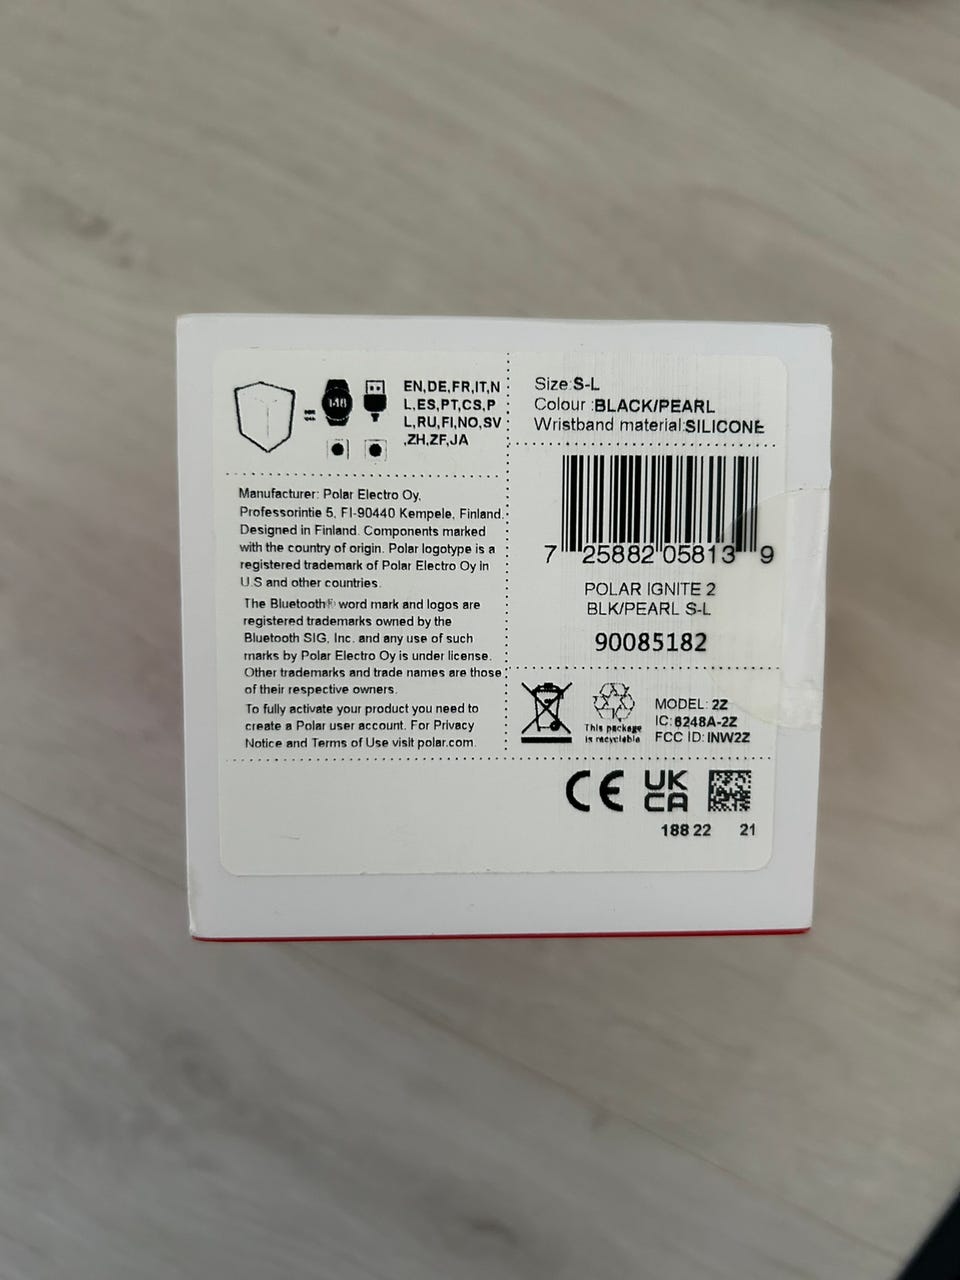 EN,DE,FR,IT,N
L,ES,PT,CS,P
L,RU,FI,NO,SV
,ZH,ZF,JA
Manufacturer: Polar Electro Oy,
Professorintie 5, FI-90440 Kempele, Finland.
Designed in Finland. Components marked
with the country of origin. Polar logotype is a
registered trademark of Polar Electro Oy in
U.S and other countries.
The Bluetooth® word mark and logos are
registered trademarks owned by the
Bluetooth SIG, Inc. and any use of such
marks by Polar Electro Oy is under license.
Other trademarks and trade names are those
of their respective owners.
To fully activate your product you need to
create a Polar user account. For Privacy
Notice and Terms of Use visit polar.com.
Size:S-L
Colour :BLACK/PEARL
Wristband material:SILICONE
7 25882 05813 9
POLAR IGNITE 2
BLK/PEARL S-L
90085182
This package
is recyclable
MODEL: 2Z
IC: 6248A-2Z
FCC ID: INW2Z
CE UK
CA
188 22 21